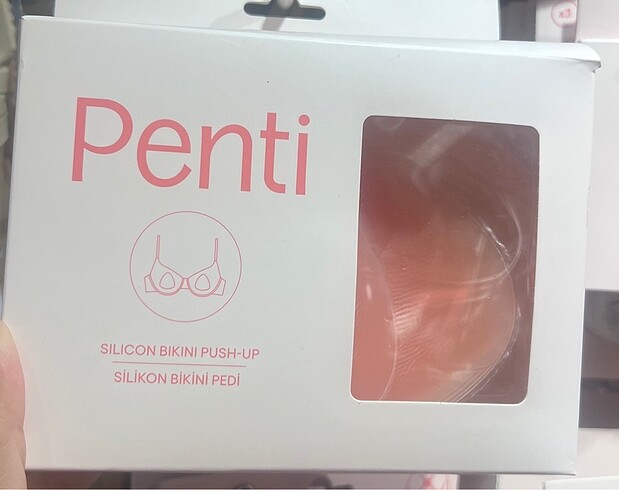 Penti
SILICON BIKINI PUSH-UP
SİLİKON BİKİNİ PEDİ